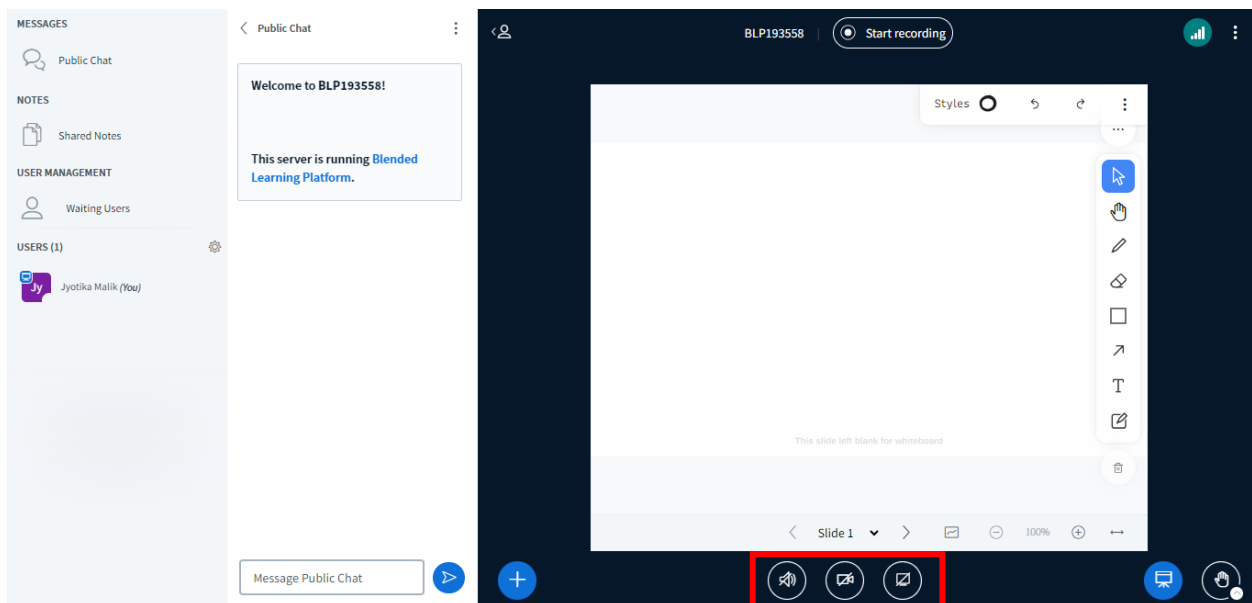 MESSAGES
Public Chat
NOTES
Shared Notes
USER MANAGEMENT
Waiting Users
USERS (1)
Jy
Jyotika Malik (You)
Public Chat
Welcome to BLP193558!
This server is running Blended
Learning Platform.
Message Public Chat
BLP193558
Start recording
Styles
T
This slide left blank for whiteboard
Slide 1
100%